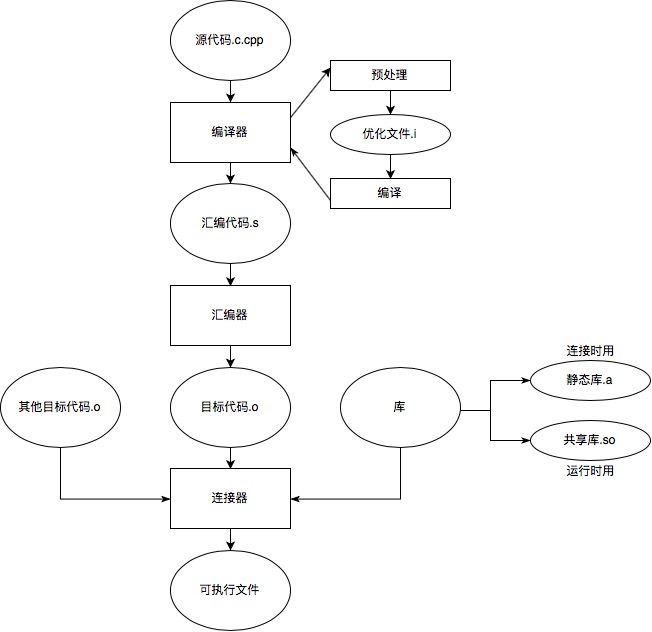 源代码.c.cpp
预处理
编译器
优化文件.i
编译
汇编代码.s
汇编器
连接时用
静态库.a
其他目标代码.o
目标代码.o
库
共享库.so
运行时用
连接器
可执行文件